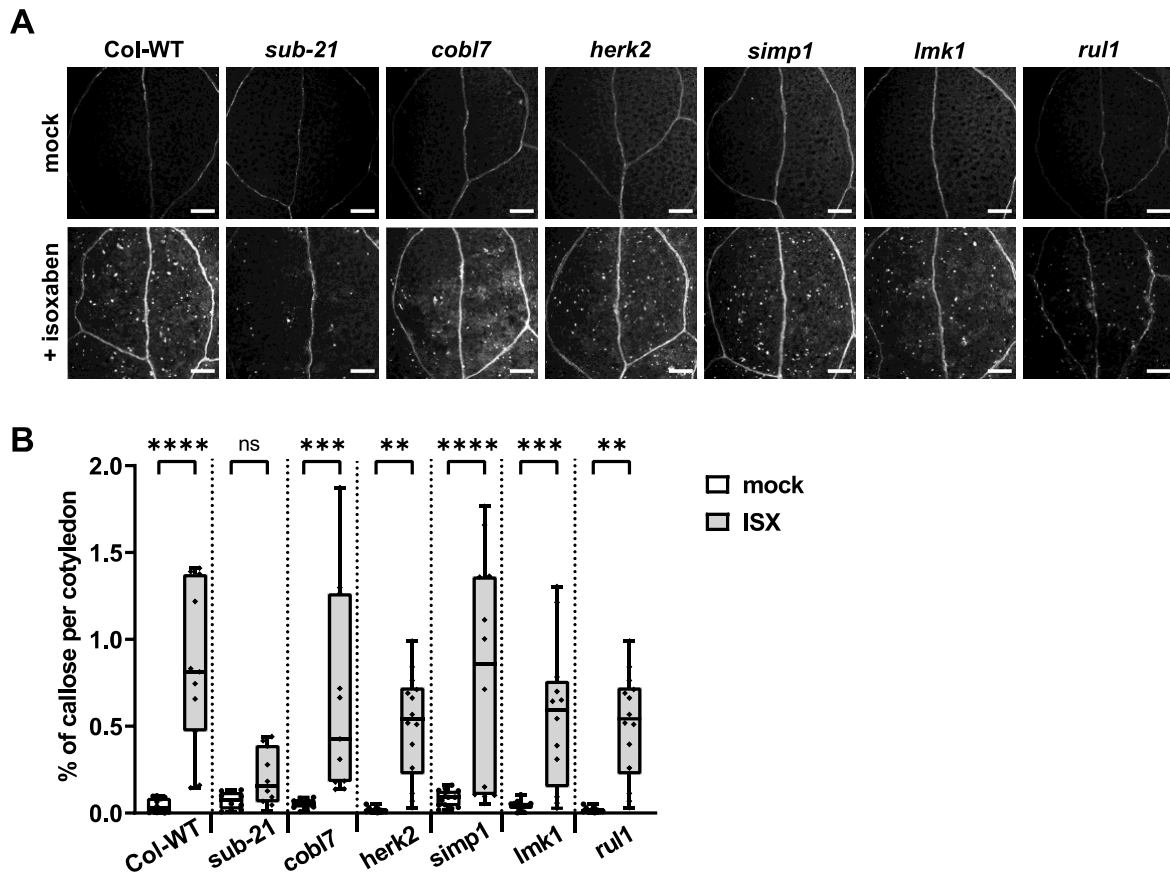 A
Col-WT sub-21 cobl7 herk2 simp1 lmk1 rul1
mock
+ isoxaben
B
**** ns *** ** **** *** **
2.0
1.5
1.0
0.5
0.0
% of callose per cotyledon
Col-WT sub-21 cobl7 herk2 simp1 lmk1 rul1
mock
ISX